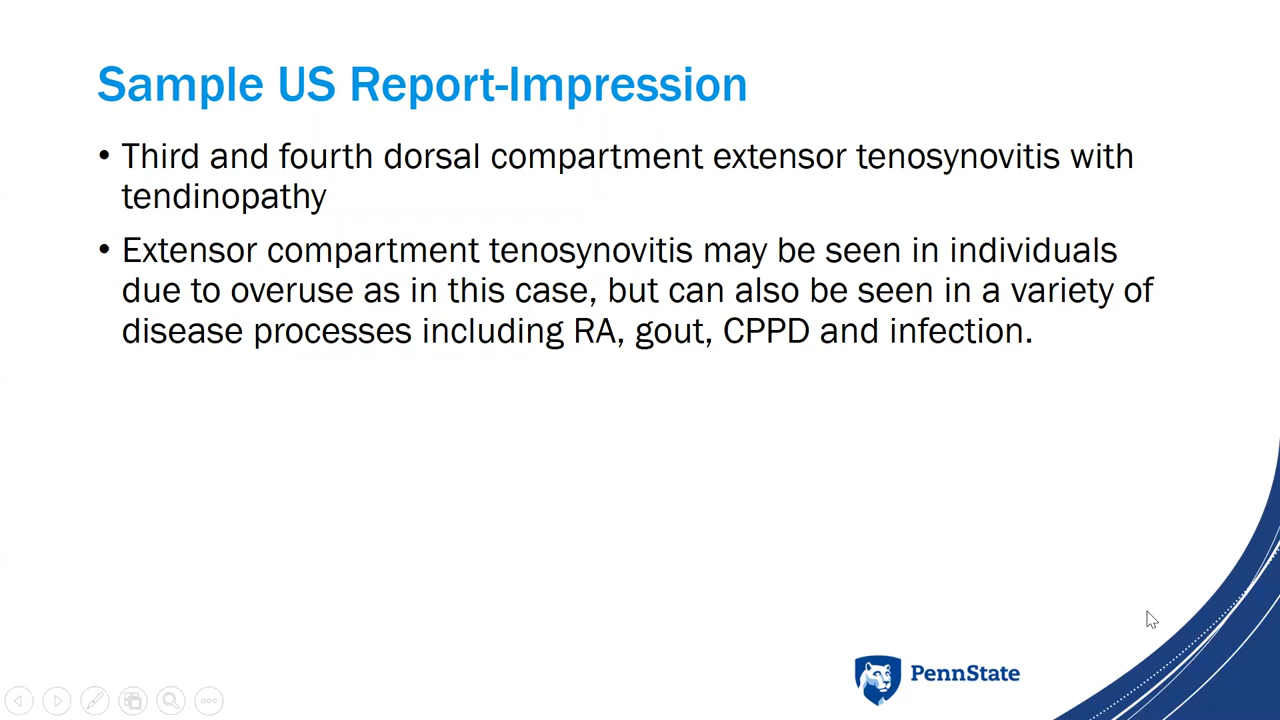 Sample US Report-Impression
• Third and fourth dorsal compartment extensor tenosynovitis with
tendinopathy
• Extensor compartment tenosynovitis may be seen in individuals
due to overuse as in this case, but can also be seen in a variety of
disease processes including RA, gout, CPPD and infection.
PennState